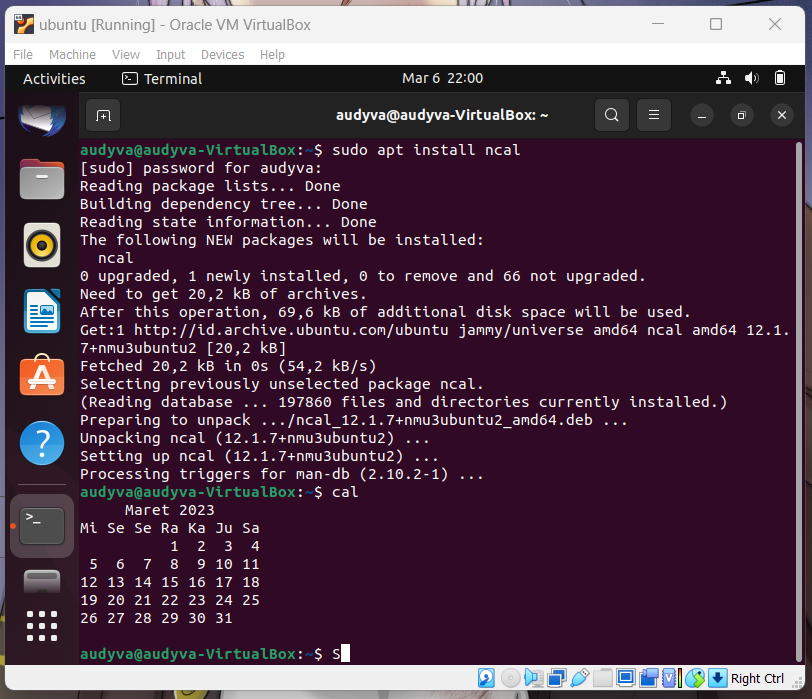 ubuntu [Running] - Oracle VM VirtualBox
File Machine View Input Devices Help
Activities Terminal Mar 6 22:00
audyva@audyva-VirtualBox: ~
audyva@audyva-VirtualBox:~$ sudo apt install ncal
[sudo] password for audyva:
Reading package lists... Done
Building dependency tree... Done
Reading state information... Done
The following NEW packages will be installed:
  ncal
0 upgraded, 1 newly installed, 0 to remove and 66 not upgraded.
Need to get 20,2 kB of archives.
After this operation, 69,6 kB of additional disk space will be used.
Get:1 http://id.archive.ubuntu.com/ubuntu jammy/universe amd64 ncal amd64 12.1.
7+nmu3ubuntu2 [20,2 kB]
Fetched 20,2 kB in 0s (54,2 kB/s)
Selecting previously unselected package ncal.
(Reading database ... 197860 files and directories currently installed.)
Preparing to unpack .../ncal_12.1.7+nmu3ubuntu2_amd64.deb ...
Unpacking ncal (12.1.7+nmu3ubuntu2) ...
Setting up ncal (12.1.7+nmu3ubuntu2) ...
Processing triggers for man-db (2.10.2-1) ...
audyva@audyva-VirtualBox:~$ cal
     Maret 2023
Mi Se Se Ra Ka Ju Sa
          1  2  3  4
 5  6  7  8  9 10 11
12 13 14 15 16 17 18
19 20 21 22 23 24 25
26 27 28 29 30 31
audyva@audyva-VirtualBox:~$ S
Right Ctrl